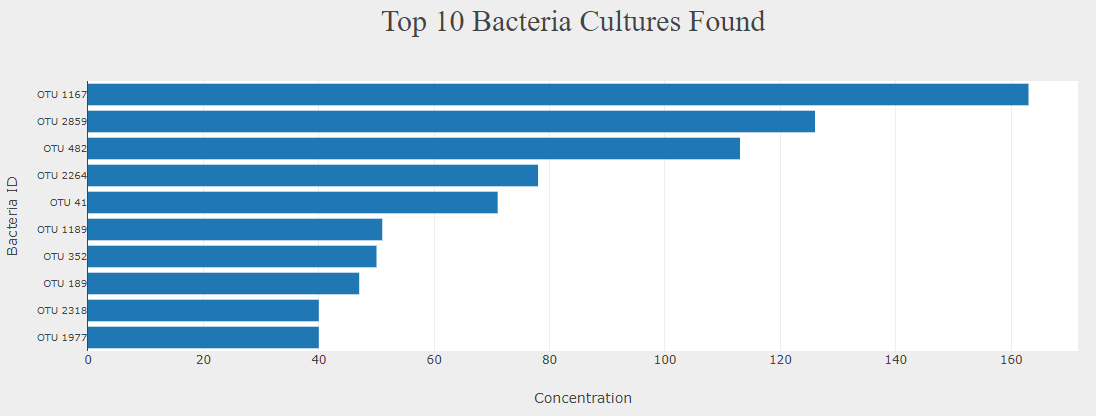 Top 10 Bacteria Cultures Found
Bacteria ID
OTU 1167
OTU 2859
OTU 482
OTU 2264
OTU 41
OTU 1189
OTU 352
OTU 189
OTU 2318
OTU 1977
0 20 40 60 80 100 120 140 160
Concentration